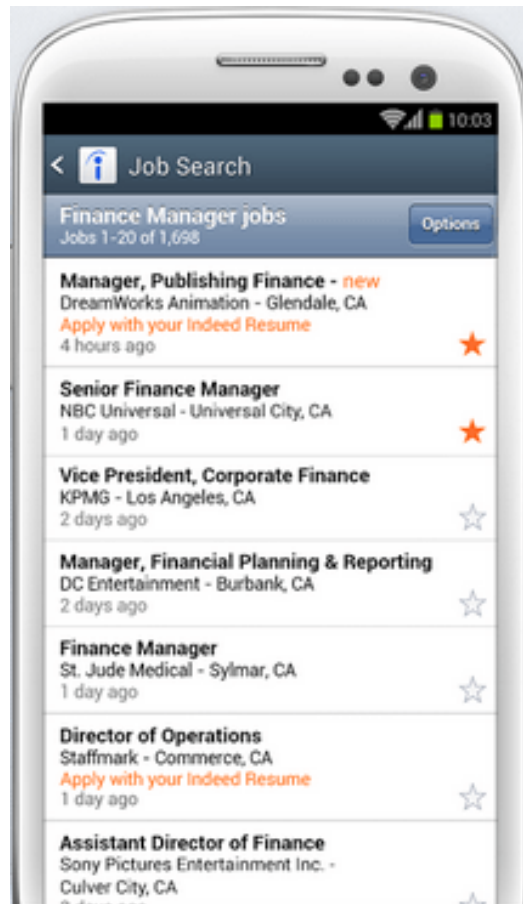 10:03
< Job Search
Finance Manager jobs
Jobs 1-20 of 1,698
Options
Manager, Publishing Finance - new
DreamWorks Animation - Glendale, CA
Apply with your Indeed Resume
4 hours ago
Senior Finance Manager
NBC Universal - Universal City, CA
1 day ago
Vice President, Corporate Finance
KPMG - Los Angeles, CA
2 days ago
Manager, Financial Planning & Reporting
DC Entertainment - Burbank, CA
2 days ago
Finance Manager
St. Jude Medical - Sylmar, CA
1 day ago
Director of Operations
Staffmark - Commerce, CA
Apply with your Indeed Resume
1 day ago
Assistant Director of Finance
Sony Pictures Entertainment Inc. -
Culver City, CA
days ago